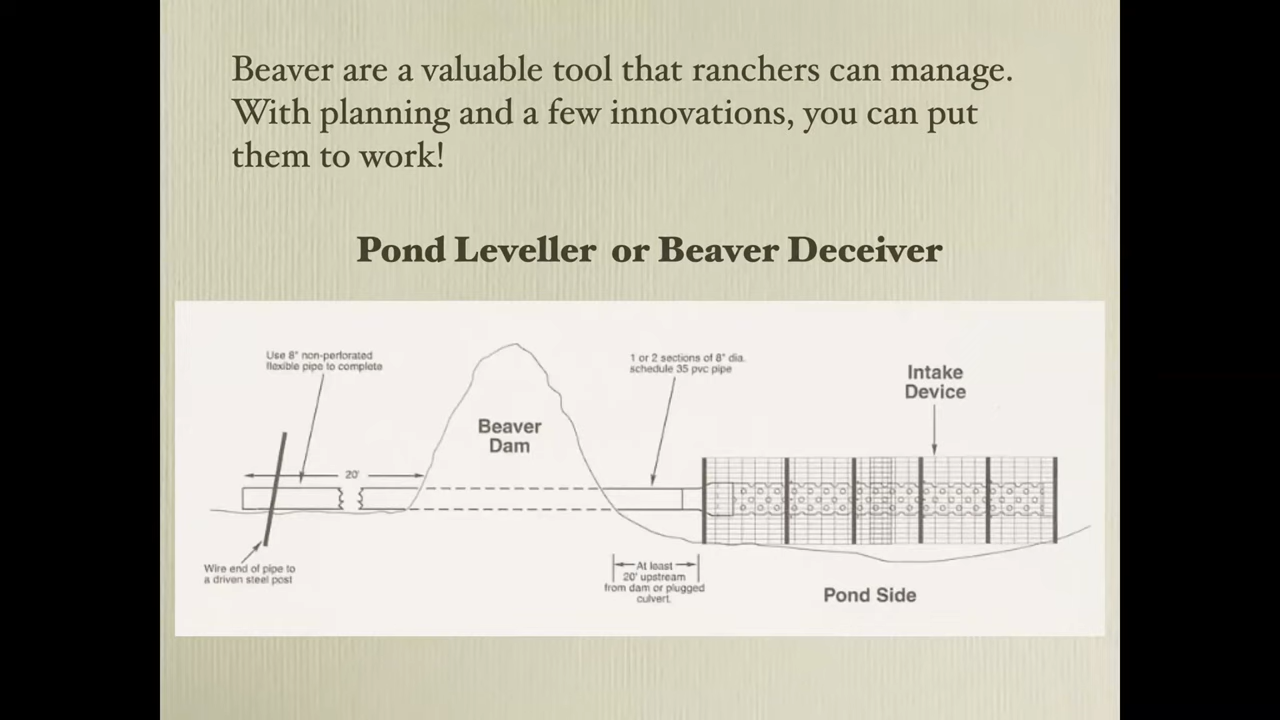 Beaver are a valuable tool that ranchers can manage.
With planning and a few innovations, you can put
them to work!
Pond Leveller or Beaver Deceiver
Use 8" non-perforated
flexible pipe to complete
1 or 2 sections of 8" dia.
schedule 35 pvc pipe
Intake
Device
Beaver
Dam
20'
Wire end of pipe to
a driven steel post
At least
20' upstream
from dam or plugged
culvert.
Pond Side